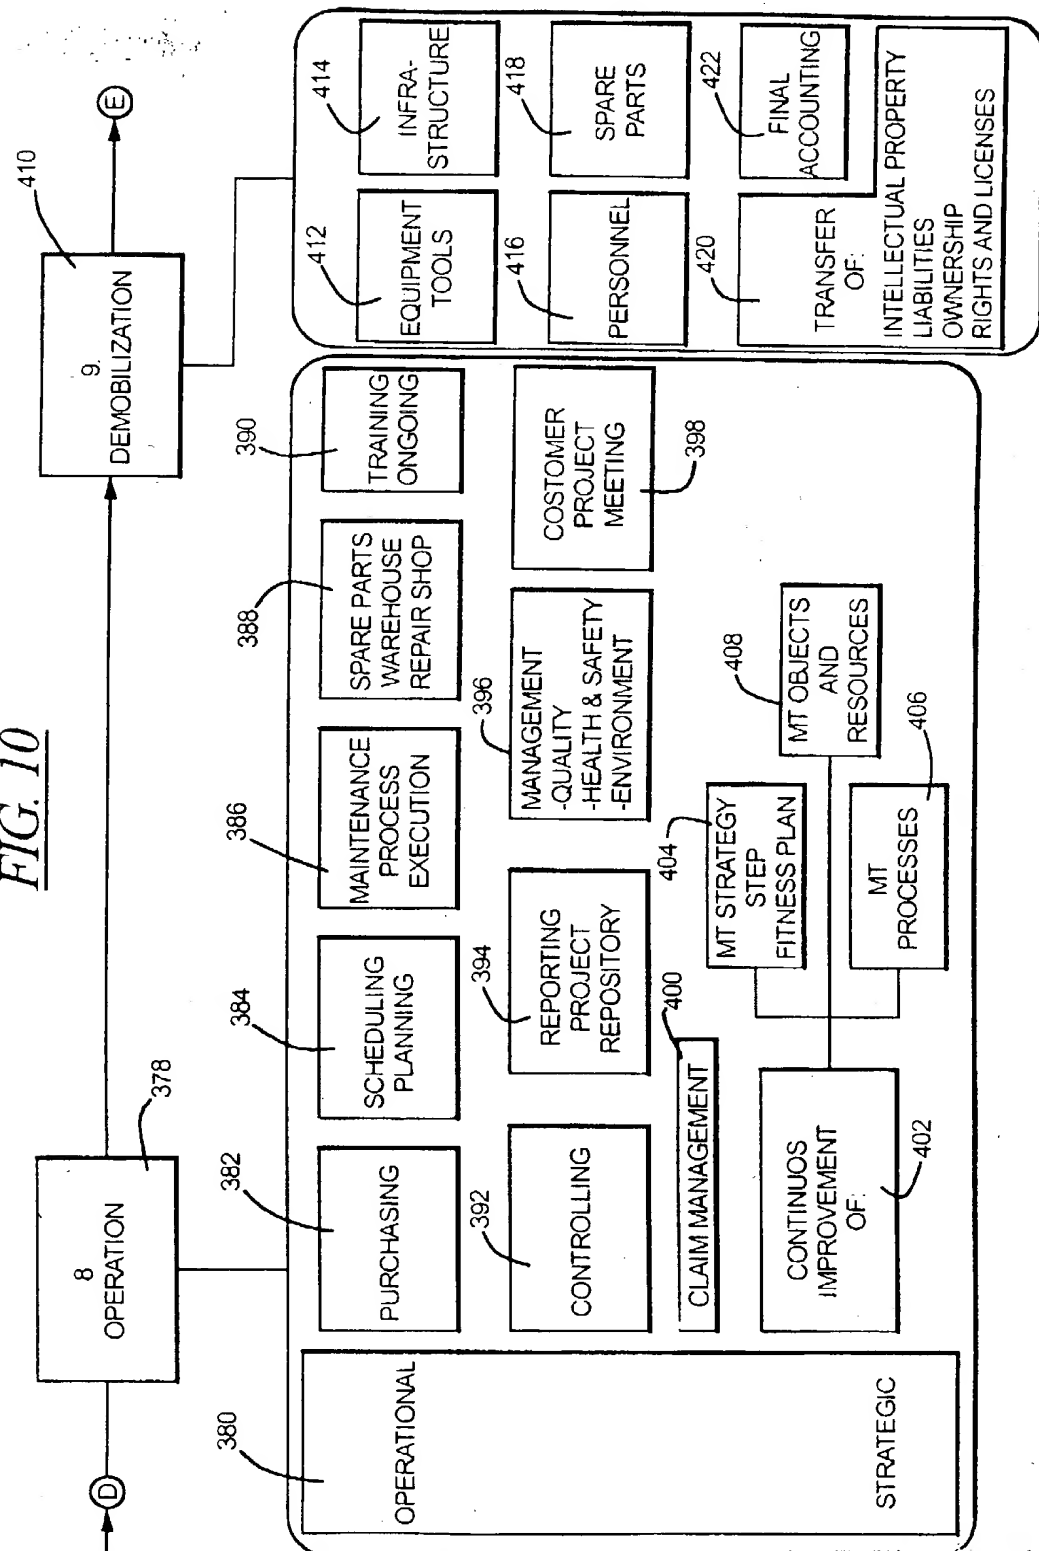 FIG. 10
D
8
OPERATION
378
9.
DEMOBILIZATION
410
E
380
OPERATIONAL
STRATEGIC
382
PURCHASING
384
SCHEDULING
PLANNING
386
MAINTENANCE
PROCESS
EXECUTION
388
SPARE PARTS
WAREHOUSE
REPAIR SHOP
390
TRAINING
ONGOING
392
CONTROLLING
394
REPORTING
PROJECT
REPOSITORY
396
MANAGEMENT
-QUALITY
-HEALTH & SAFETY
-ENVIRONMENT
COSTOMER
PROJECT
MEETING
398
CLAIM MANAGEMENT
400
CONTINUOS
IMPROVEMENT
OF:
402
404
MT STRATEGY
STEP
FITNESS PLAN
MT
PROCESSES
406
408
MT OBJECTS
AND
RESOURCES
412
EQUIPMENT
TOOLS
414
INFRA-
STRUCTURE
416
PERSONNEL
418
SPARE
PARTS
420
TRANSFER
OF:
INTELLECTUAL PROPERTY
LIABILITIES
OWNERSHIP
RIGHTS AND LICENSES
422
FINAL
ACCOUNTING